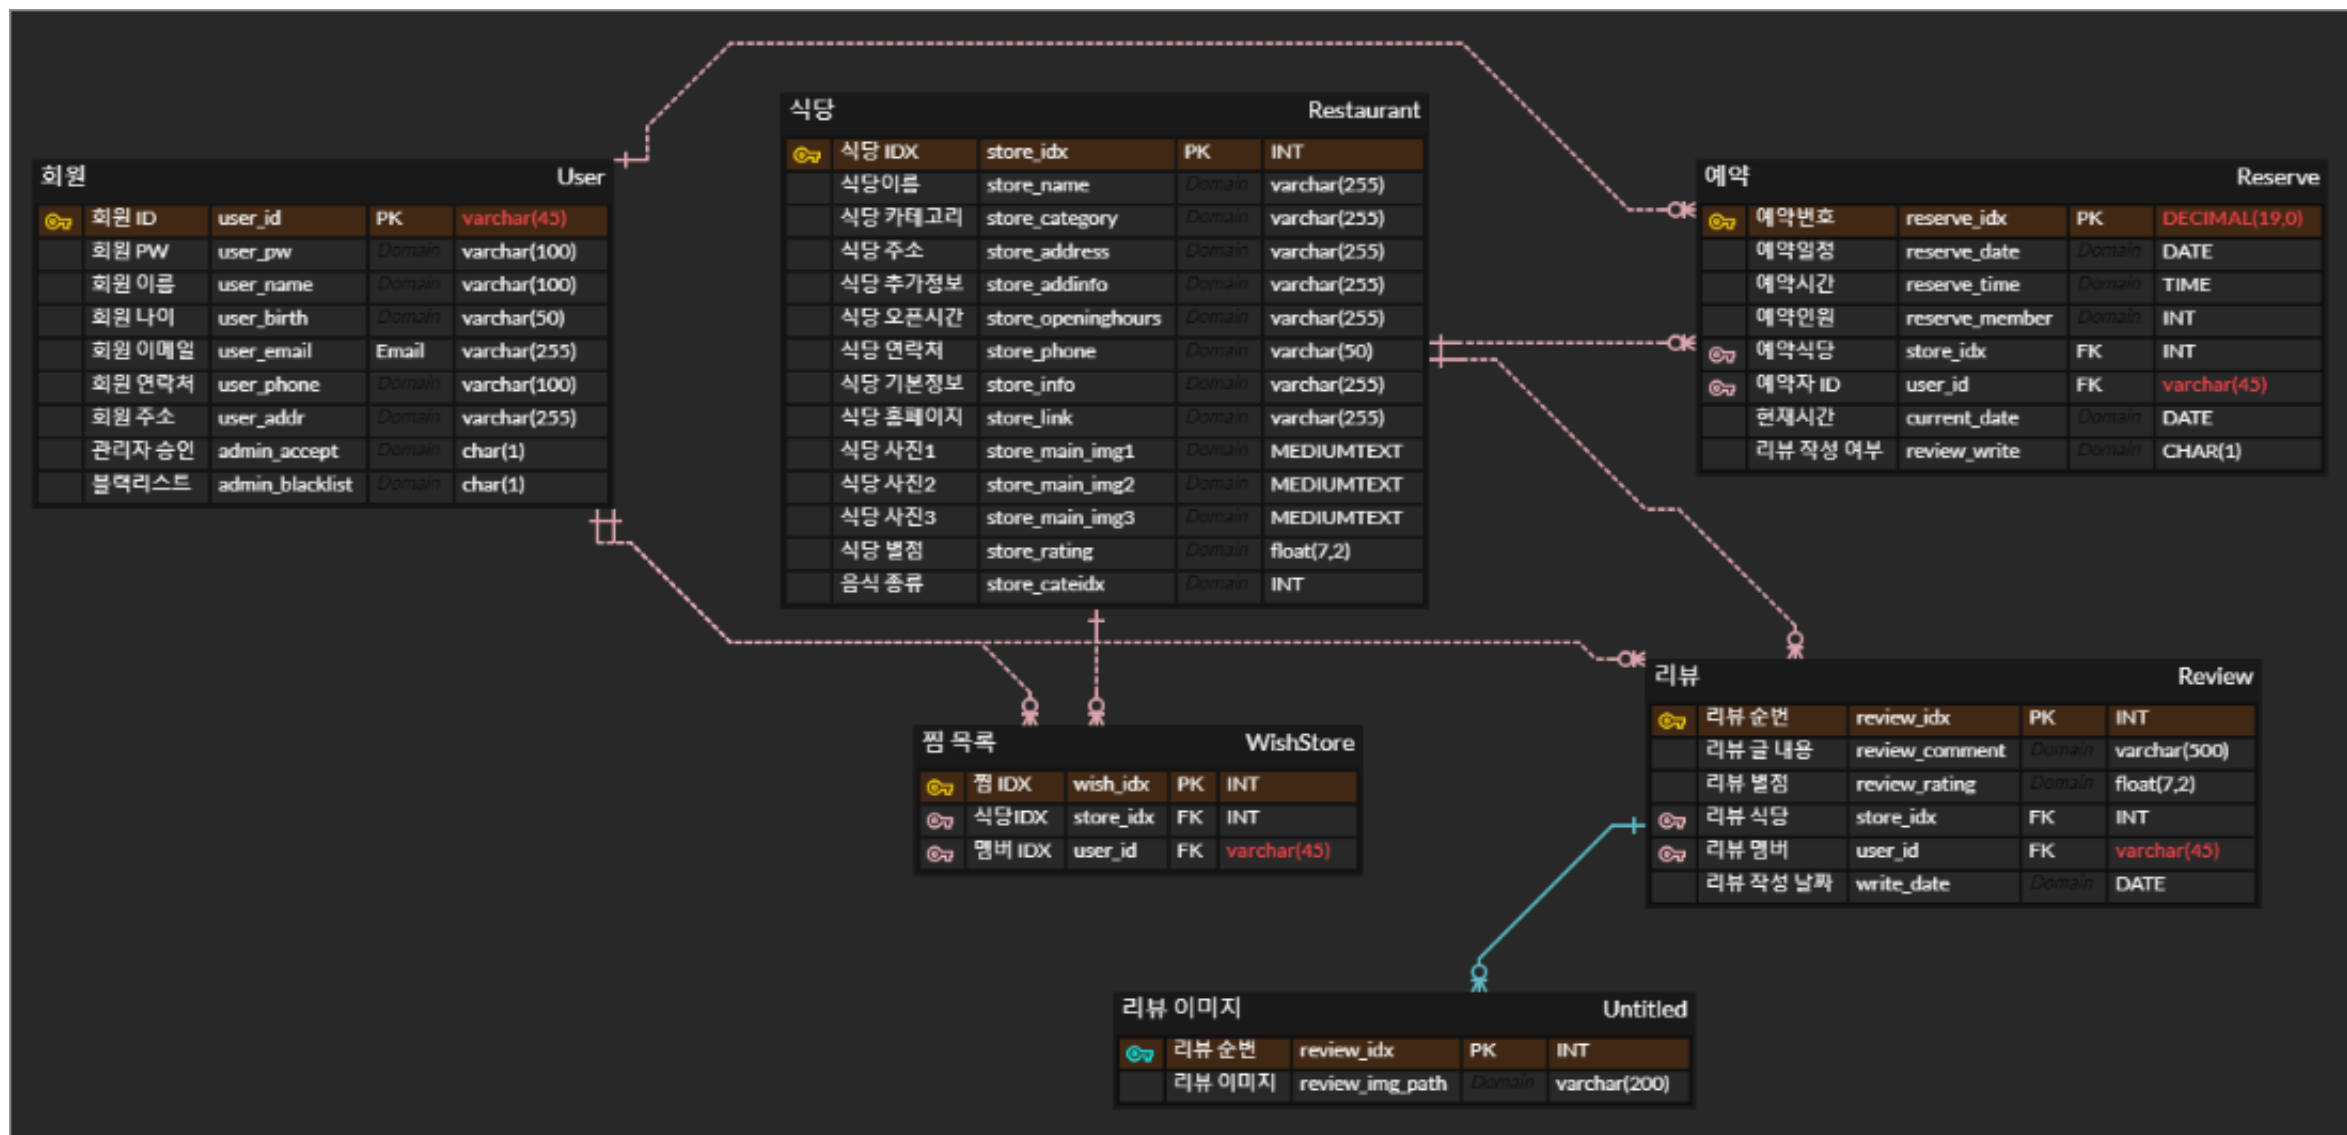 회원 User
회원 ID user_id PK varchar(45)
회원 PW user_pw Domain varchar(100)
회원 이름 user_name Domain varchar(100)
회원 나이 user_birth Domain varchar(50)
회원 이메일 user_email Email varchar(255)
회원 연락처 user_phone Domain varchar(100)
회원 주소 user_addr Domain varchar(255)
관리자 승인 admin_accept Domain char(1)
블랙리스트 admin_blacklist Domain char(1)
식당 Restaurant
식당 IDX store_idx PK INT
식당이름 store_name Domain varchar(255)
식당 카테고리 store_category Domain varchar(255)
식당 주소 store_address Domain varchar(255)
식당 추가정보 store_addinfo Domain varchar(255)
식당 오픈시간 store_openinghours Domain varchar(255)
식당 연락처 store_phone Domain varchar(50)
식당 기본정보 store_info Domain varchar(255)
식당 홈페이지 store_link Domain varchar(255)
식당 사진1 store_main_img1 Domain MEDIUMTEXT
식당 사진2 store_main_img2 Domain MEDIUMTEXT
식당 사진3 store_main_img3 Domain MEDIUMTEXT
식당 별점 store_rating Domain float(7,2)
음식 종류 store_cateidx Domain INT
예약 Reserve
예약번호 reserve_idx PK DECIMAL(19,0)
예약일정 reserve_date Domain DATE
예약시간 reserve_time Domain TIME
예약인원 reserve_member Domain INT
예약식당 store_idx FK INT
예약자 ID user_id FK varchar(45)
현재시간 current_date Domain DATE
리뷰 작성 여부 review_write Domain CHAR(1)
찜 목록 WishStore
찜 IDX wish_idx PK INT
식당IDX store_idx FK INT
멤버 IDX user_id FK varchar(45)
리뷰 Review
리뷰 순번 review_idx PK INT
리뷰 글 내용 review_comment Domain varchar(500)
리뷰 별점 review_rating Domain float(7,2)
리뷰 식당 store_idx FK INT
리뷰 멤버 user_id FK varchar(45)
리뷰 작성 날짜 write_date Domain DATE
리뷰 이미지 Untitled
리뷰 순번 review_idx PK INT
리뷰 이미지 review_img_path Domain varchar(200)